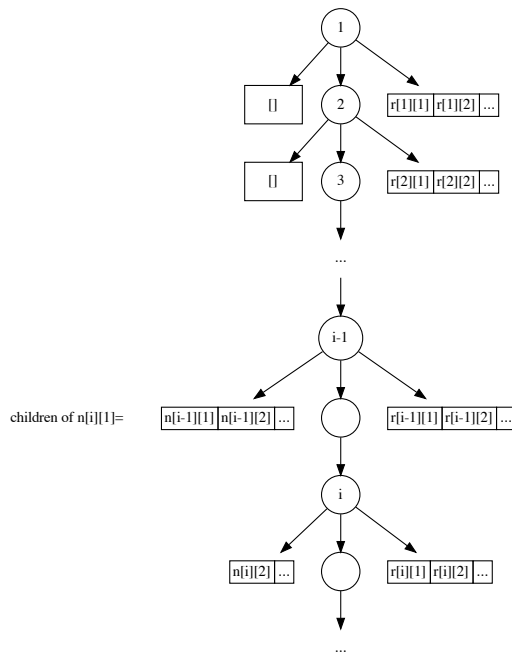 1
[] 2 r[1][1] r[1][2] ...
[] 3 r[2][1] r[2][2] ...
...
i-1
children of n[i][1]= n[i-1][1] n[i-1][2] ... r[i-1][1] r[i-1][2] ...
i
n[i][2] ... r[i][1] r[i][2] ...
...